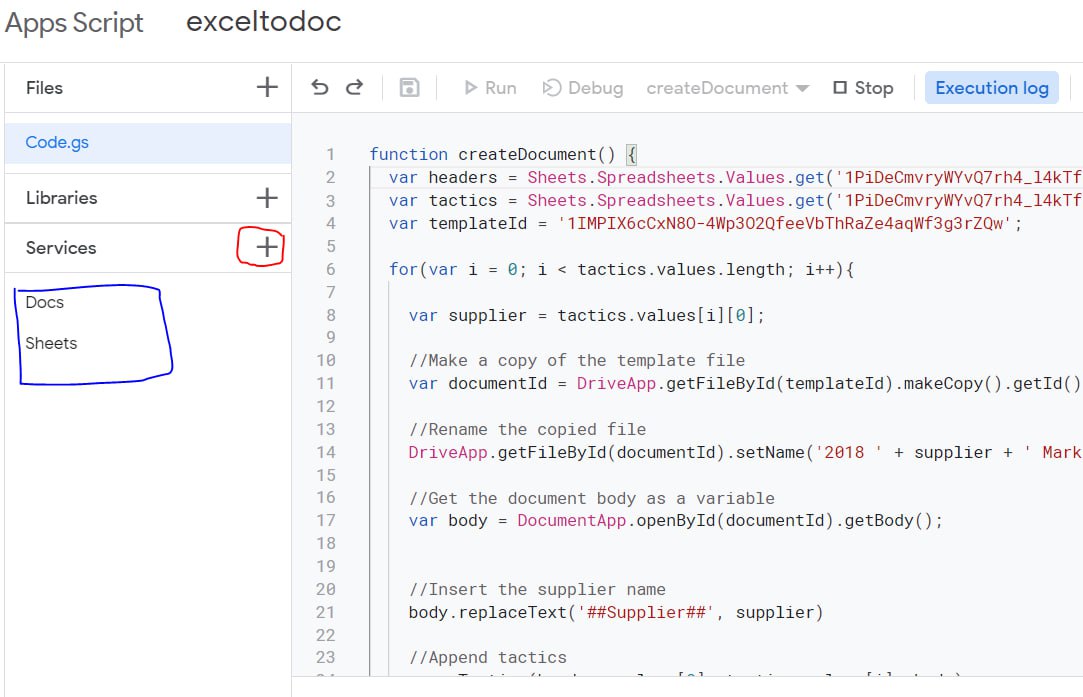 Apps Script exceltodoc
Files
Code.gs
Libraries
Services
Docs
Sheets
Run Debug createDocument Stop Execution log
1 function createDocument() {
2 var headers = Sheets.Spreadsheets.Values.get('1PiDeCmvryWYvQ7rh4_l4kTf
3 var tactics = Sheets.Spreadsheets.Values.get('1PiDeCmvryWYvQ7rh4_l4kTf
4 var templateId = '1IMPIX6cCxN8O-4Wp3O2QfeeVbThRaZe4aqWf3g3rZQw';
5
6 for(var i = 0; i < tactics.values.length; i++){
7
8 var supplier = tactics.values[i][0];
9
10 //Make a copy of the template file
11 var documentId = DriveApp.getFileById(templateId).makeCopy().getId()
12
13 //Rename the copied file
14 DriveApp.getFileById(documentId).setName('2018 ' + supplier + ' Mark
15
16 //Get the document body as a variable
17 var body = DocumentApp.openById(documentId).getBody();
18
19
20 //Insert the supplier name
21 body.replaceText('##Supplier##', supplier)
22
23 //Append tactics